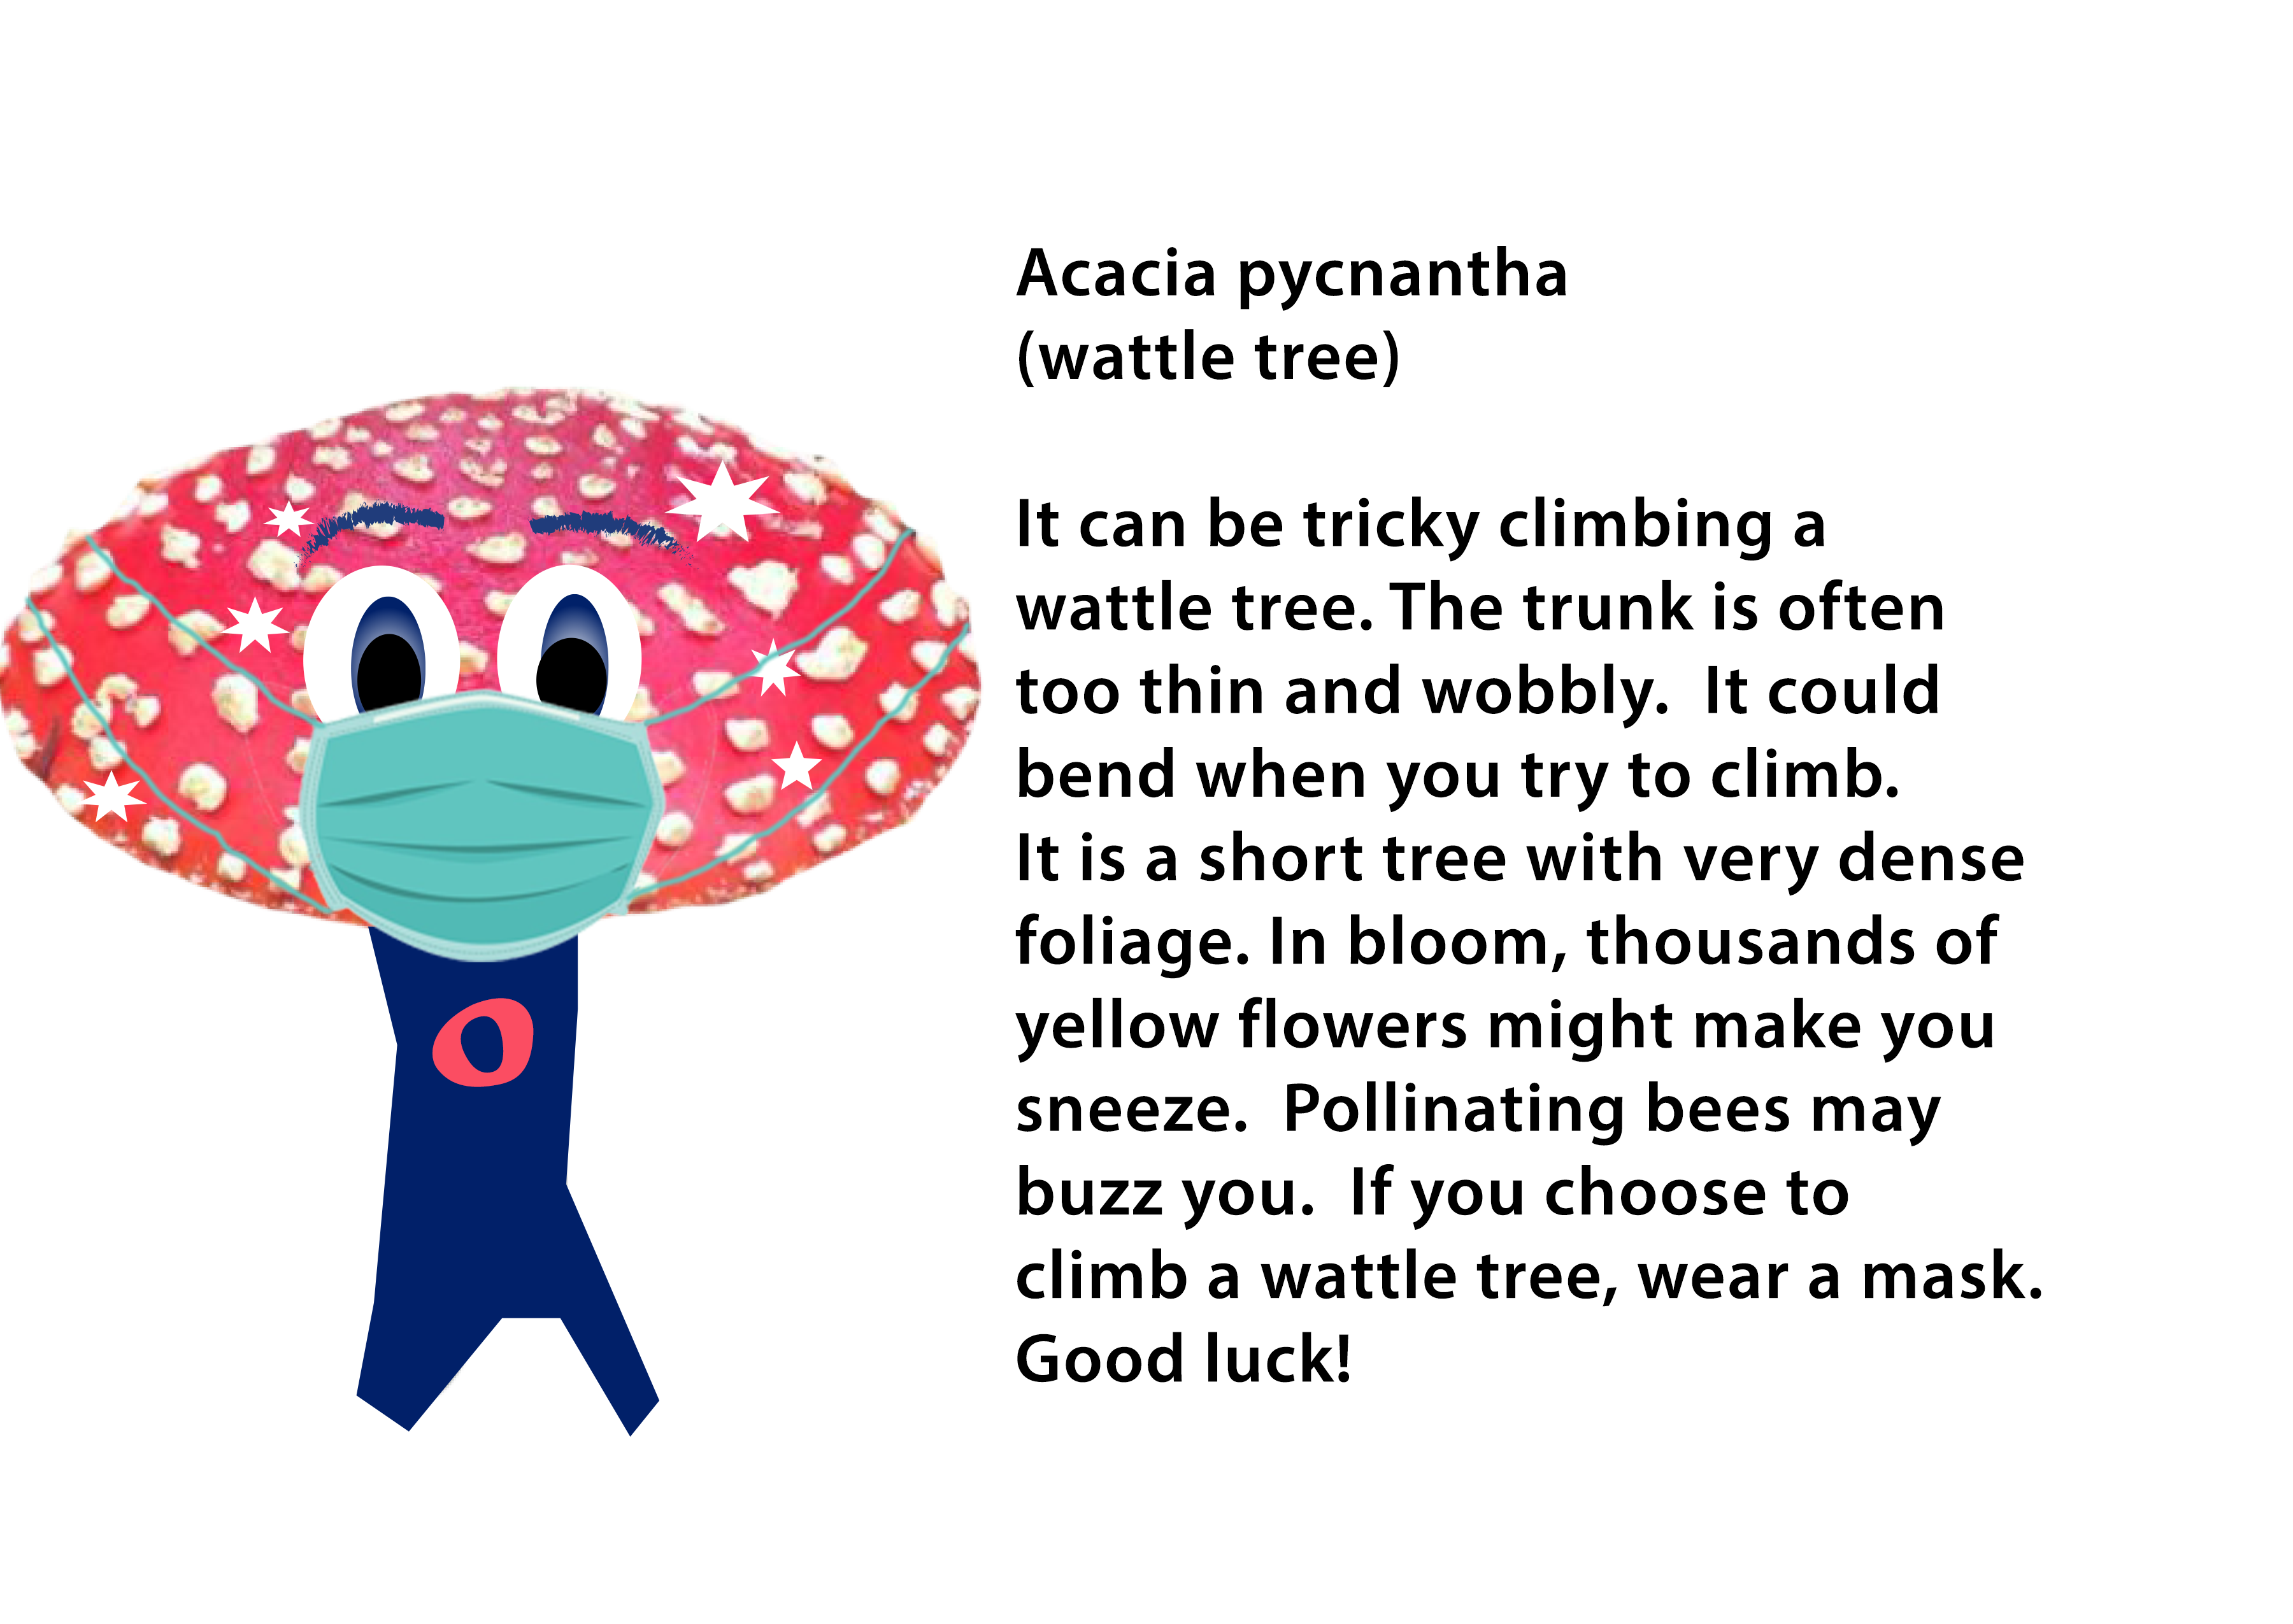 Acacia pycnantha
(wattle tree)
It can be tricky climbing a
wattle tree. The trunk is often
too thin and wobbly.  It could
bend when you try to climb.
It is a short tree with very dense
foliage. In bloom, thousands of
yellow flowers might make you
sneeze.  Pollinating bees may
buzz you.  If you choose to
climb a wattle tree, wear a mask.
Good luck!